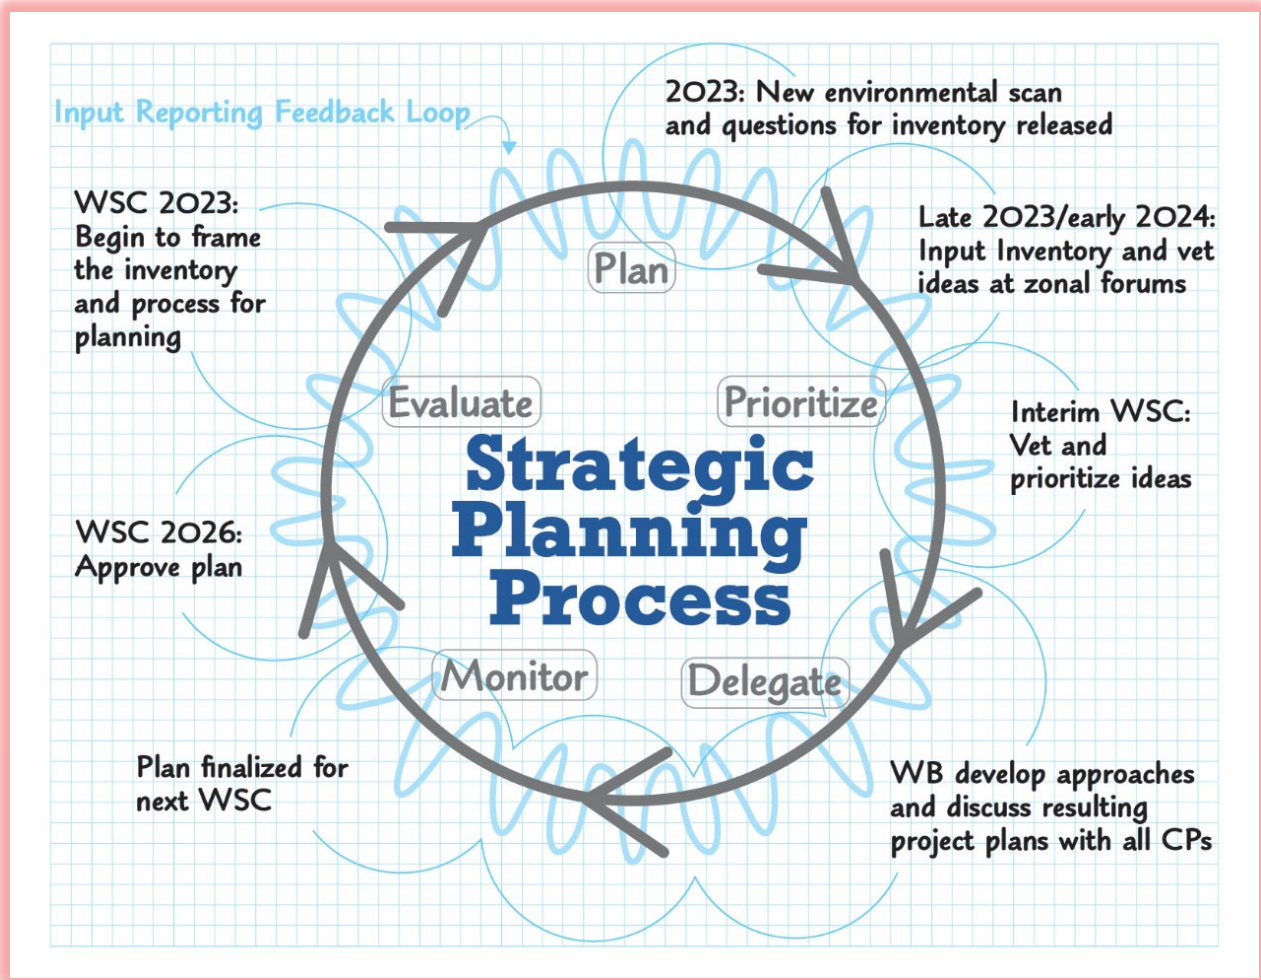 Input Reporting Feedback Loop
2023: New environmental scan
and questions for inventory released
WSC 2023:
Begin to frame
the inventory
and process for
planning
Late 2023/early 2024:
Input Inventory and vet
ideas at zonal forums
Plan
Evaluate
Prioritize
Interim WSC:
Vet and
prioritize ideas
Strategic
Planning
Process
WSC 2026:
Approve plan
Monitor
Delegate
Plan finalized for
next WSC
WB develop approaches
and discuss resulting
project plans with all CPs